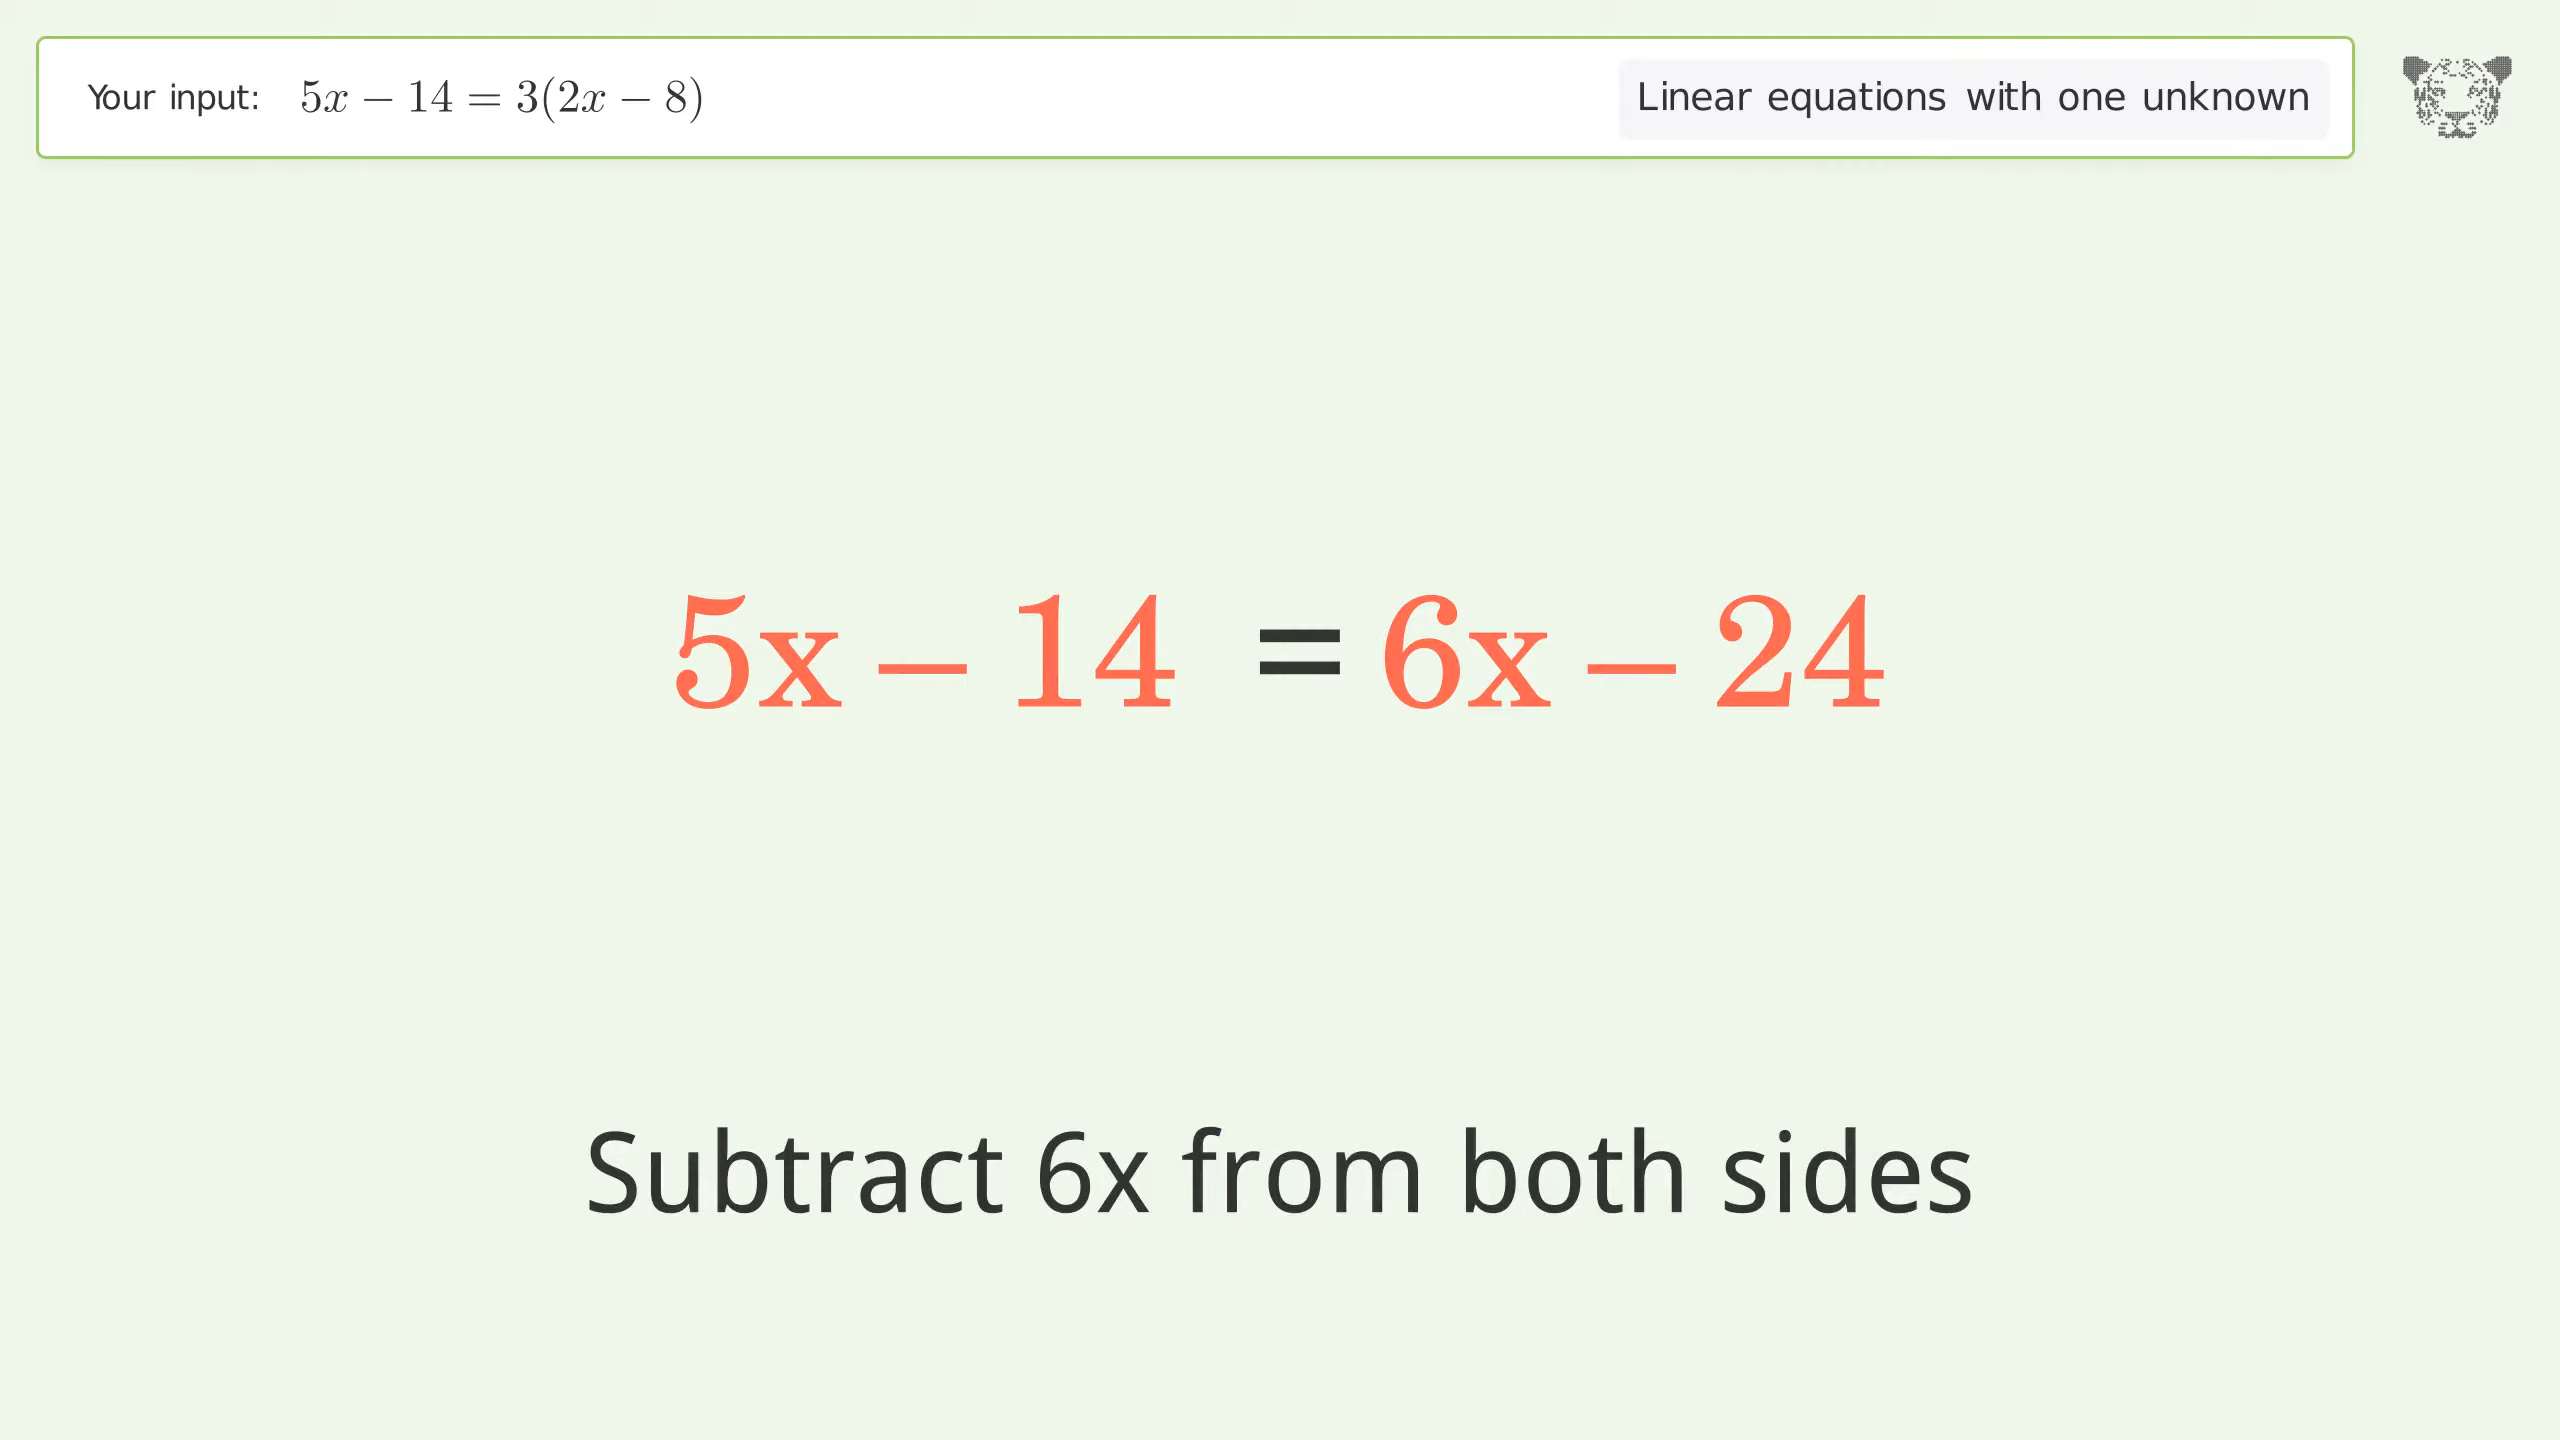 Your input: 5x − 14 = 3(2x − 8)
Linear equations with one unknown
5x − 14 = 6x − 24
Subtract 6x from both sides